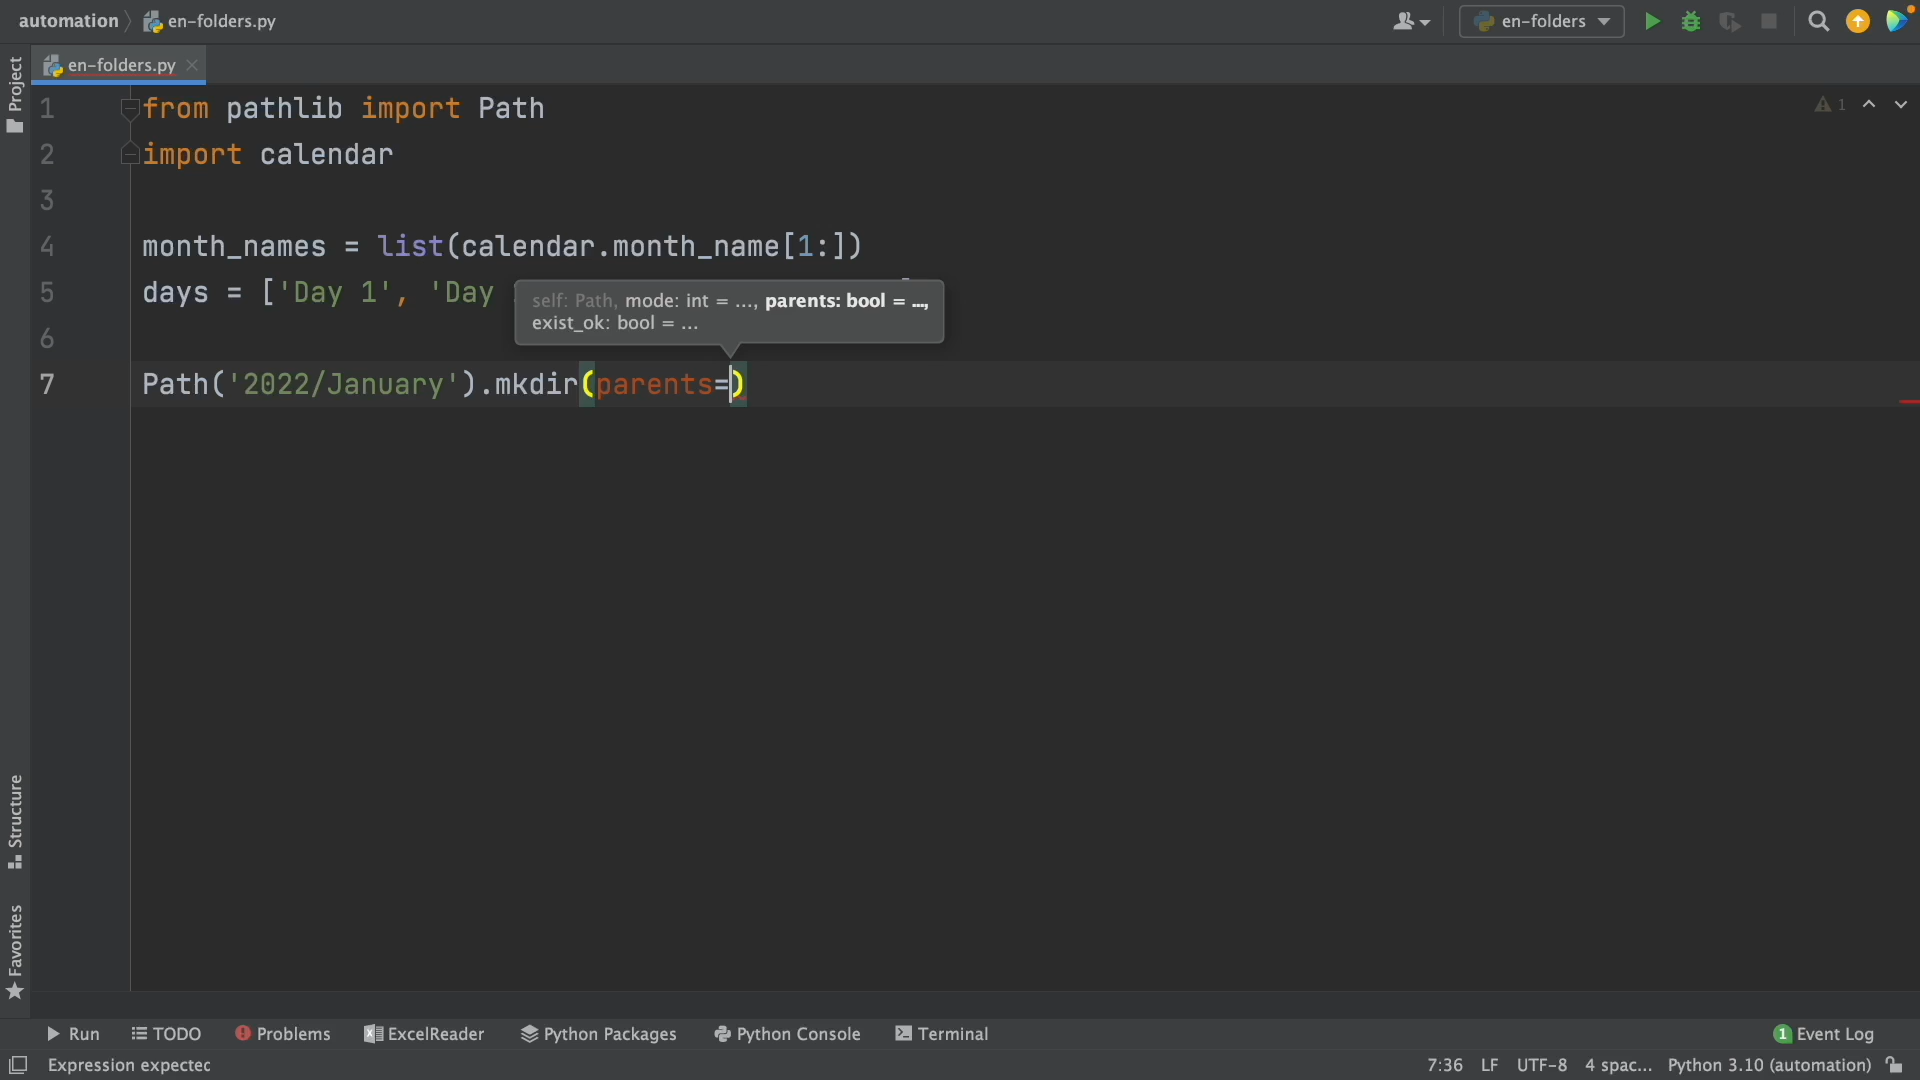 automation
en-folders.py
en-folders
en-folders.py
Project
1 from pathlib import Path
1
2 import calendar
3
4 month_names = list(calendar.month_name[1:])
5 days = ['Day 1', 'Day
self: Path, mode: int = ..., parents: bool = ...,
exist_ok: bool = ...
6
7 Path('2022/January').mkdir(parents=)
Structure
Favorites
Run
TODO
Problems
ExcelReader
Python Packages
Python Console
Terminal
1 Event Log
Expression expected
7:36
LF
UTF-8
4 spac...
Python 3.10 (automation)